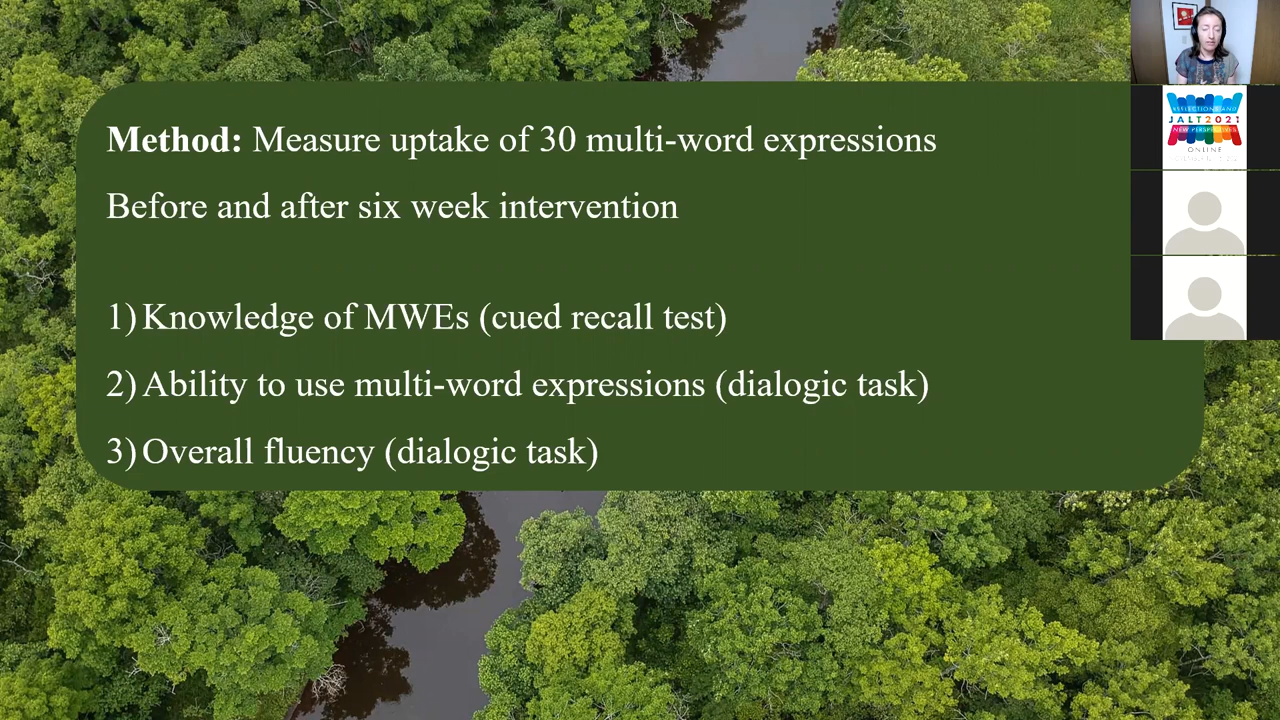 Method: Measure uptake of 30 multi-word expressions
Before and after six week intervention
1) Knowledge of MWEs (cued recall test)
2) Ability to use multi-word expressions (dialogic task)
3) Overall fluency (dialogic task)
REFLECTIONS AND
JALT2021
NEW PERSPECTIVES
ONLINE